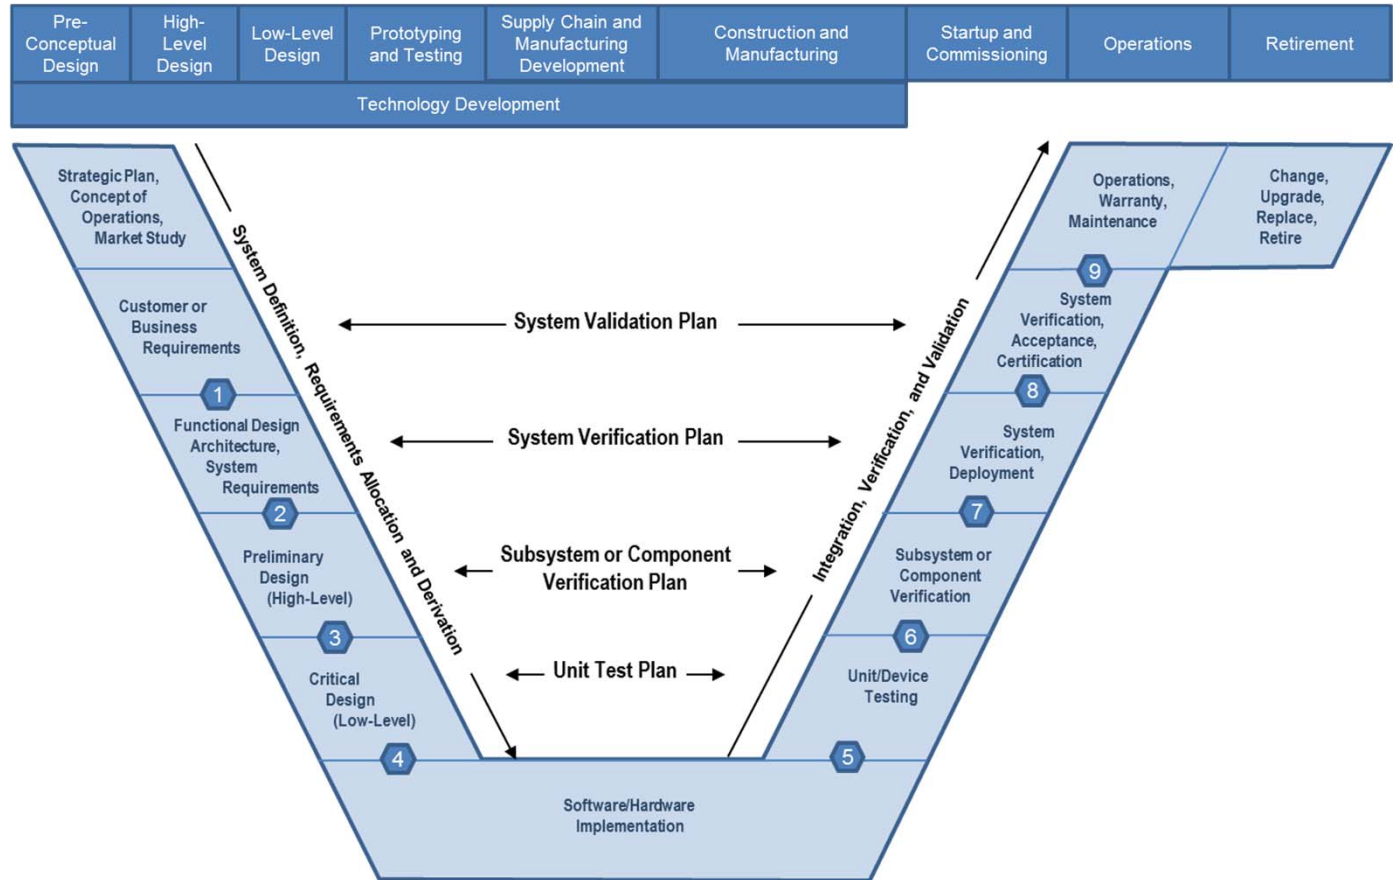 Pre-
Conceptual
Design
High-
Level
Design
Low-Level
Design
Prototyping
and Testing
Supply Chain and
Manufacturing
Development
Construction and
Manufacturing
Startup and
Commissioning
Operations
Retirement
Technology Development
Strategic Plan,
Concept of
Operations,
Market Study
Customer or
Business
Requirements
1
Functional Design
Architecture,
System
Requirements
2
Preliminary
Design
(High-Level)
3
Critical
Design
(Low-Level)
4
System Definition, Requirements Allocation and Derivation
System Validation Plan
System Verification Plan
Subsystem or Component
Verification Plan
Unit Test Plan
Software/Hardware
Implementation
Integration, Verification, and Validation
5
Unit/Device
Testing
6
Subsystem or
Component
Verification
7
System
Verification,
Deployment
8
System
Verification,
Acceptance,
Certification
9
Operations,
Warranty,
Maintenance
Change,
Upgrade,
Replace,
Retire